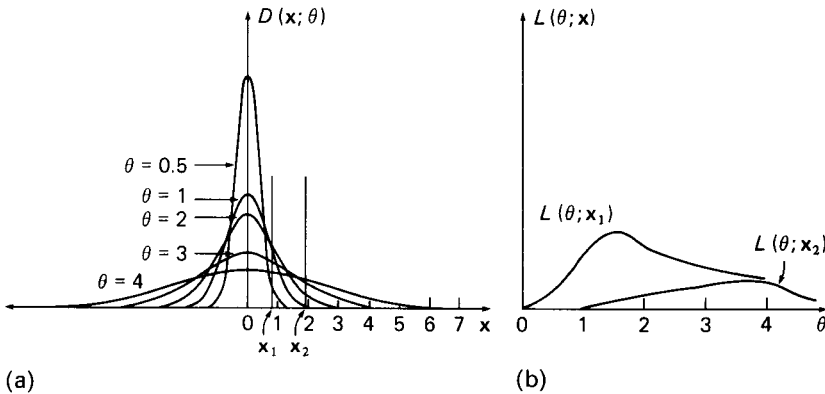 D (x; θ)
θ = 0.5
θ = 1
θ = 2
θ = 3
θ = 4
0 1 2 3 4 5 6 7 x
x₁ x₂
(a)
L (θ; x)
L (θ; x₁)
L (θ; x₂)
0 1 2 3 4 θ
(b)